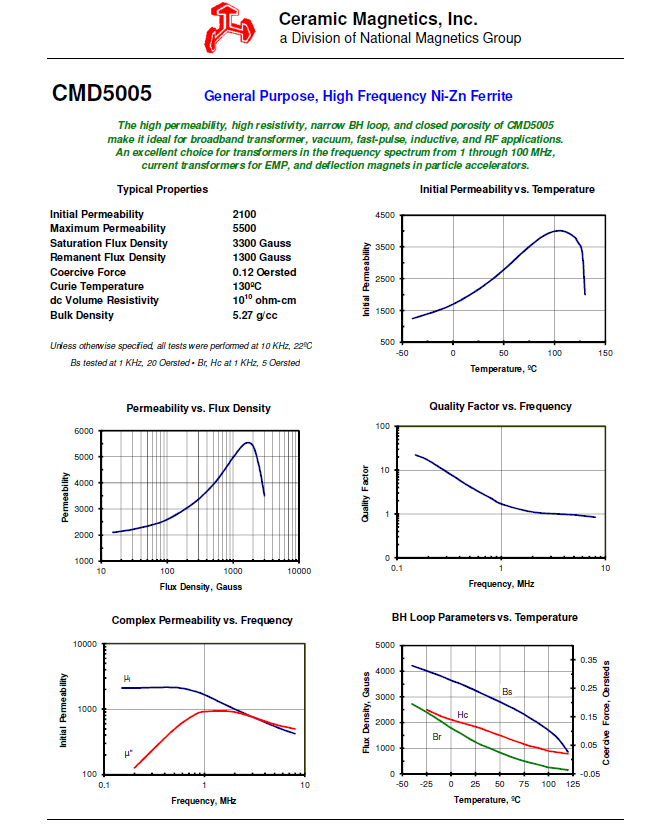 Ceramic Magnetics, Inc.
a Division of National Magnetics Group
CMD5005
General Purpose, High Frequency Ni-Zn Ferrite
The high permeability, high resistivity, narrow BH loop, and closed porosity of CMD5005
make it ideal for broadband transformer, vacuum, fast-pulse, inductive, and RF applications.
An excellent choice for transformers in the frequency spectrum from 1 through 100 MHz,
current transformers for EMP, and deflection magnets in particle accelerators.
Typical Properties
Initial Permeability 2100
Maximum Permeability 5500
Saturation Flux Density 3300 Gauss
Remanent Flux Density 1300 Gauss
Coercive Force 0.12 Oersted
Curie Temperature 130ºC
dc Volume Resistivity 10¹⁰ ohm-cm
Bulk Density 5.27 g/cc
Unless otherwise specified, all tests were performed at 10 KHz, 22ºC
Bs tested at 1 KHz, 20 Oersted • Br, Hc at 1 KHz, 5 Oersted
Initial Permeability vs. Temperature
Initial Permeability
4500
3500
2500
1500
500
-50 0 50 100 150
Temperature, ºC
Permeability vs. Flux Density
Permeability
6000
5000
4000
3000
2000
1000
10 100 1000 10000
Flux Density, Gauss
Quality Factor vs. Frequency
Quality Factor
100
10
1
0
0.1 1 10
Frequency, MHz
Complex Permeability vs. Frequency
Initial Permeability
10000
1000
100
μi
μ"
0.1 1 10
Frequency, MHz
BH Loop Parameters vs. Temperature
Flux Density, Gauss
5000
4000
3000
2000
1000
0
Bs
Hc
Br
0.35
0.25
0.15
0.05
-0.05
Coercive Force, Oersteds
-50 -25 0 25 50 75 100 125
Temperature, ºC